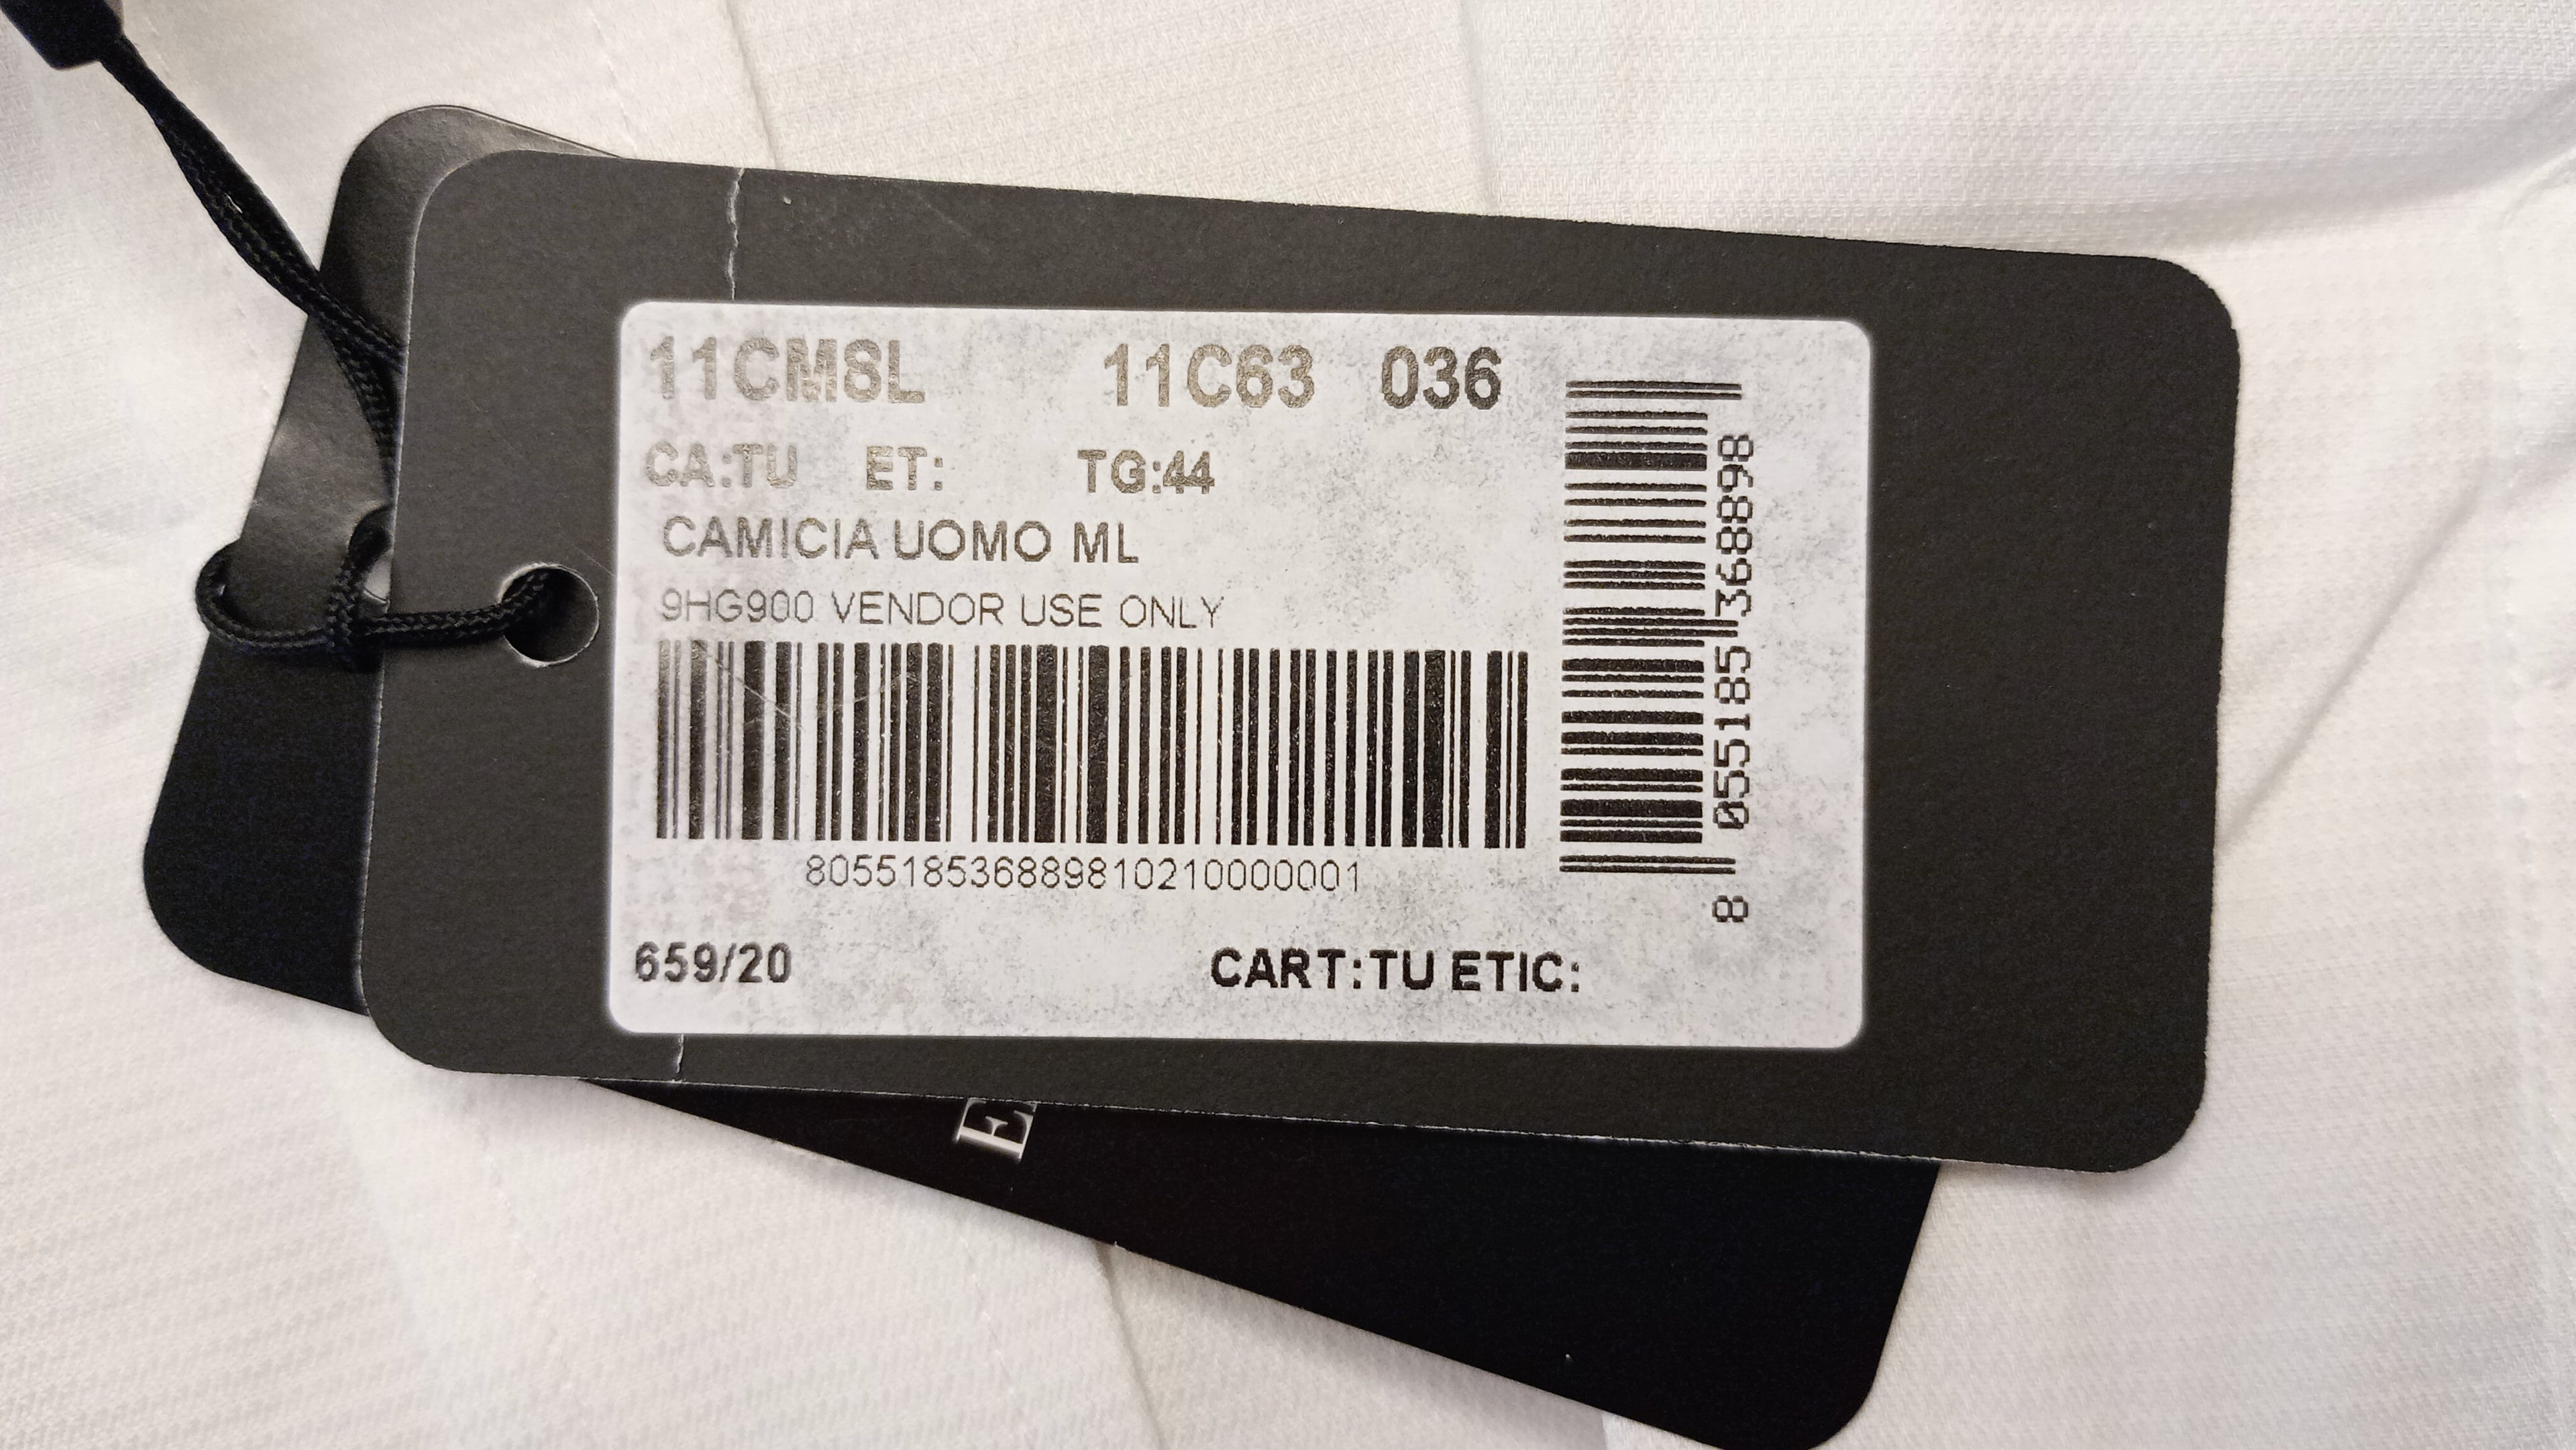 11CM8L 11C63 036
CA:TU ET: TG:44
CAMICIA UOMO ML
9HG900 VENDOR USE ONLY
805518536889810210000001
659/20 CART:TU ETIC:
8 055185 368898
E